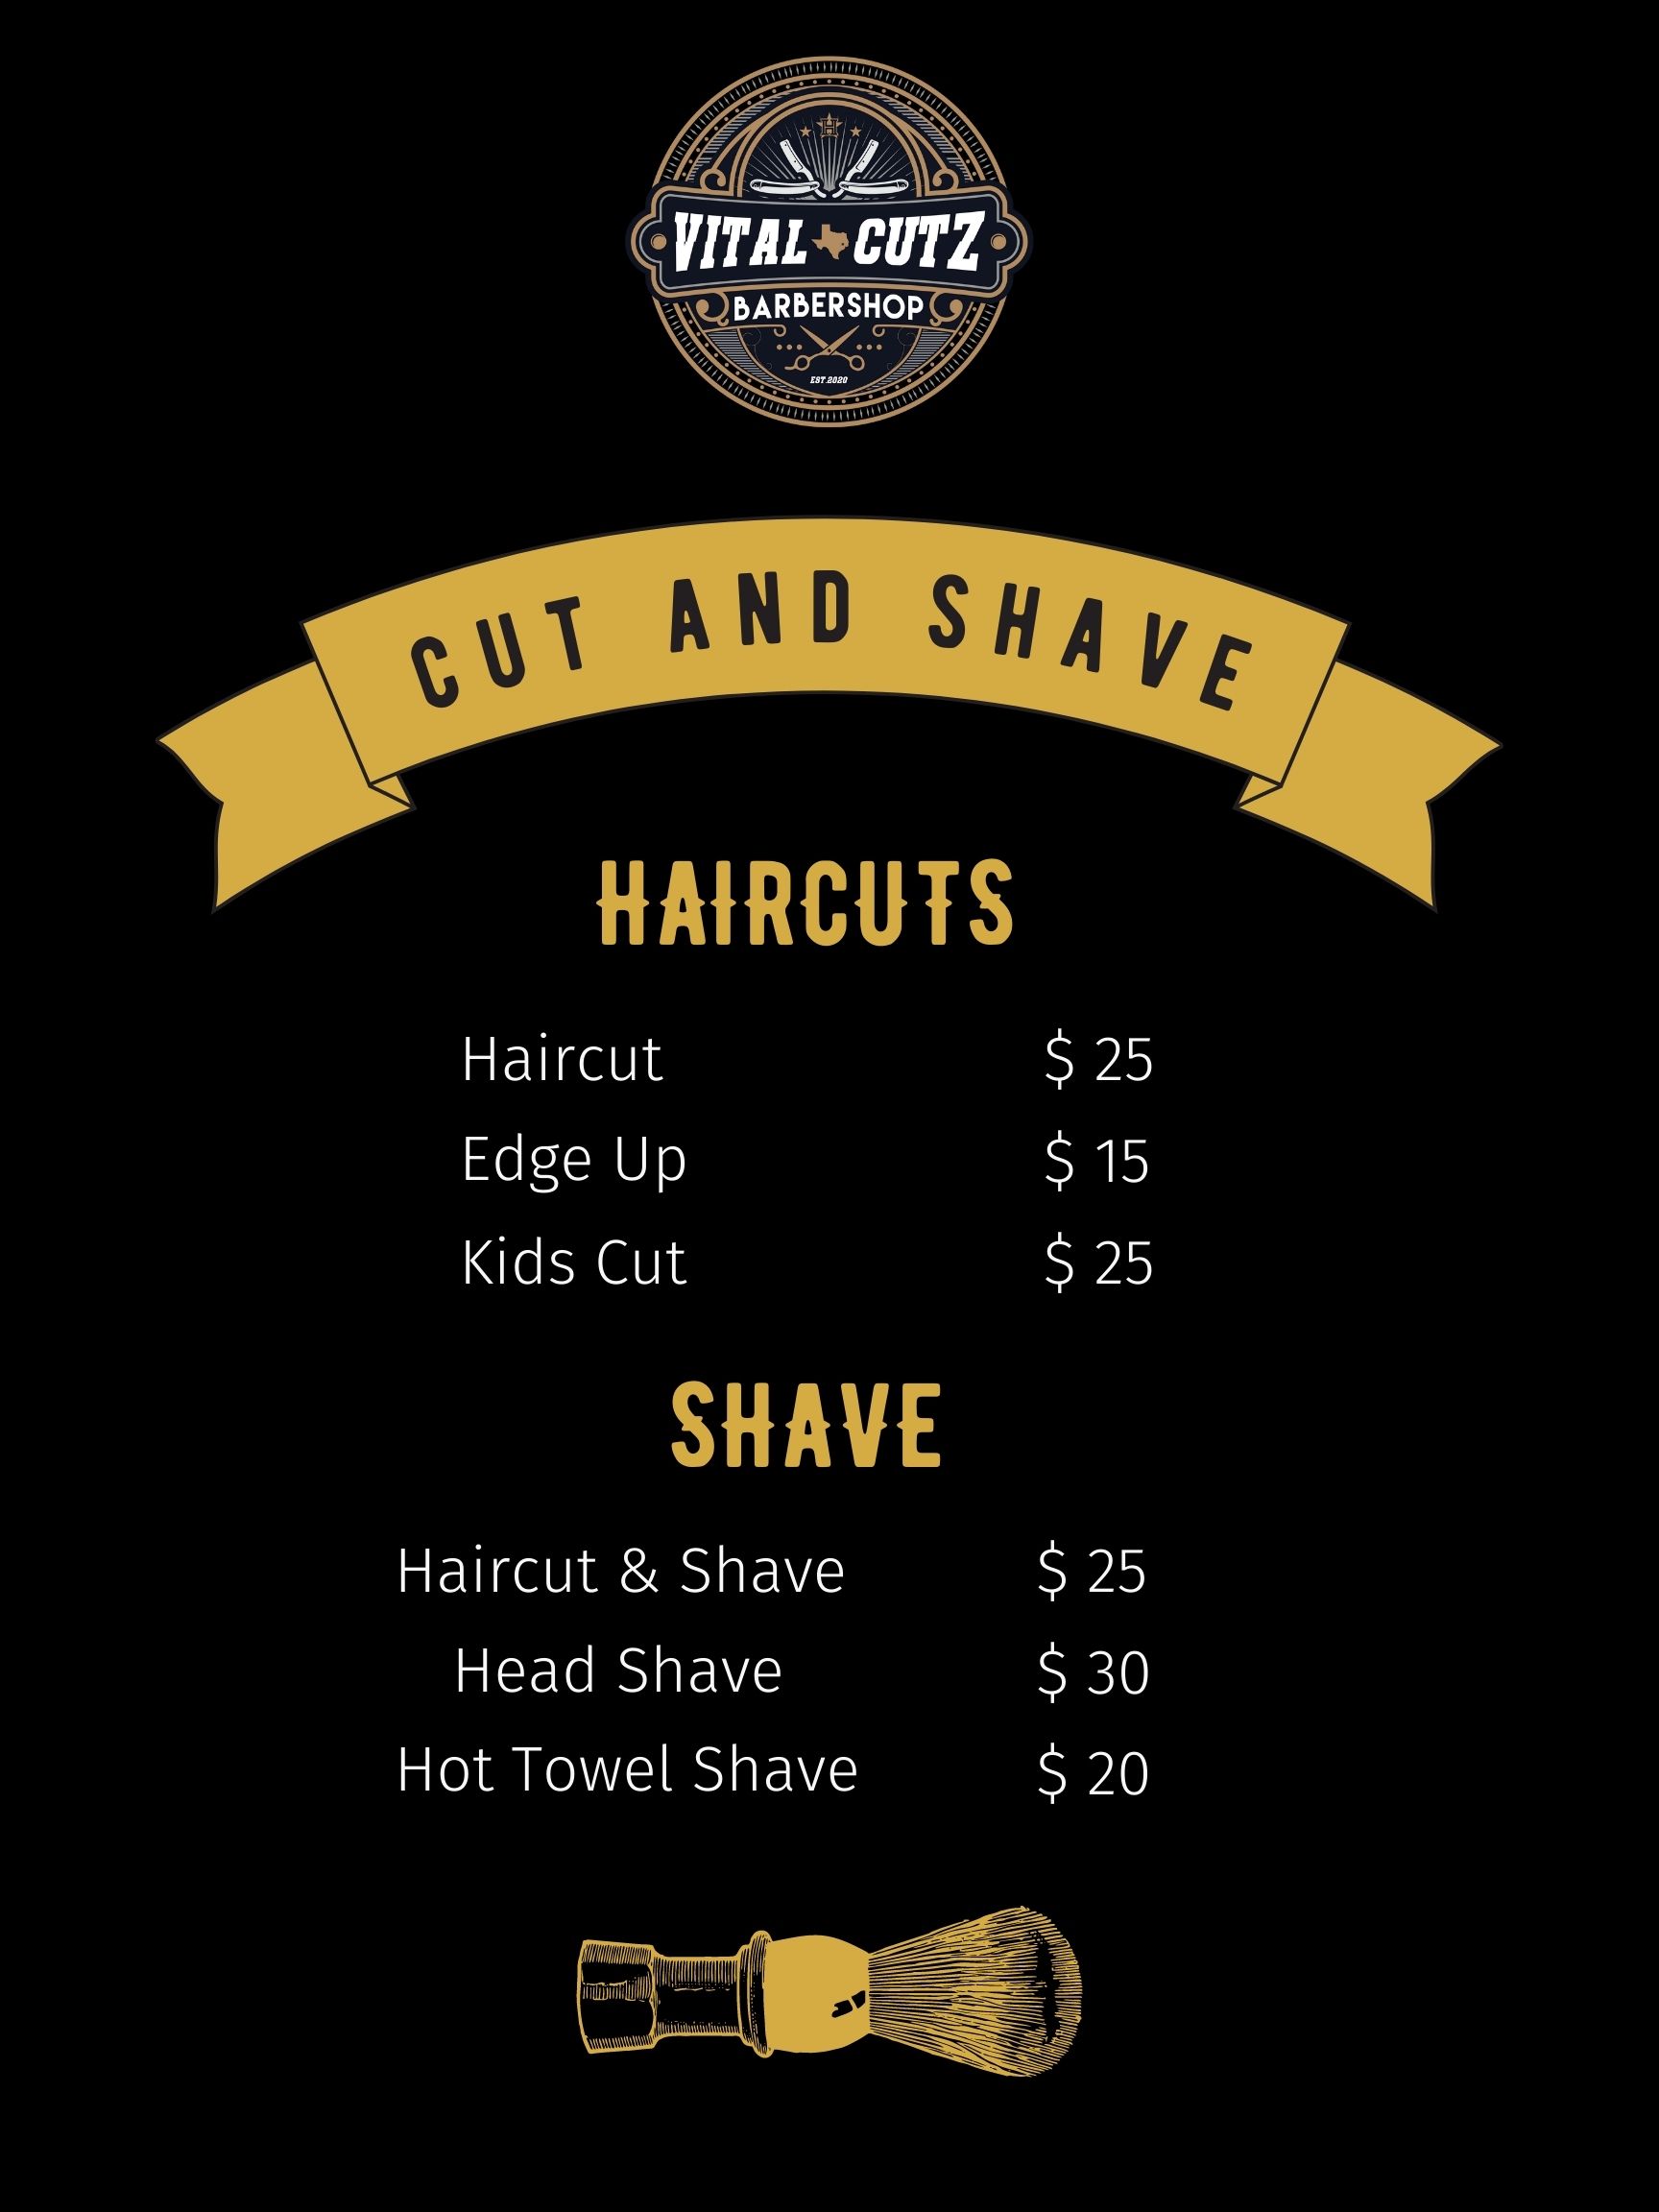 VITAL CUTZ
BARBERSHOP
EST.2020
CUT AND SHAVE
HAIRCUTS
Haircut $ 25
Edge Up $ 15
Kids Cut $ 25
SHAVE
Haircut & Shave $ 25
Head Shave $ 30
Hot Towel Shave $ 20